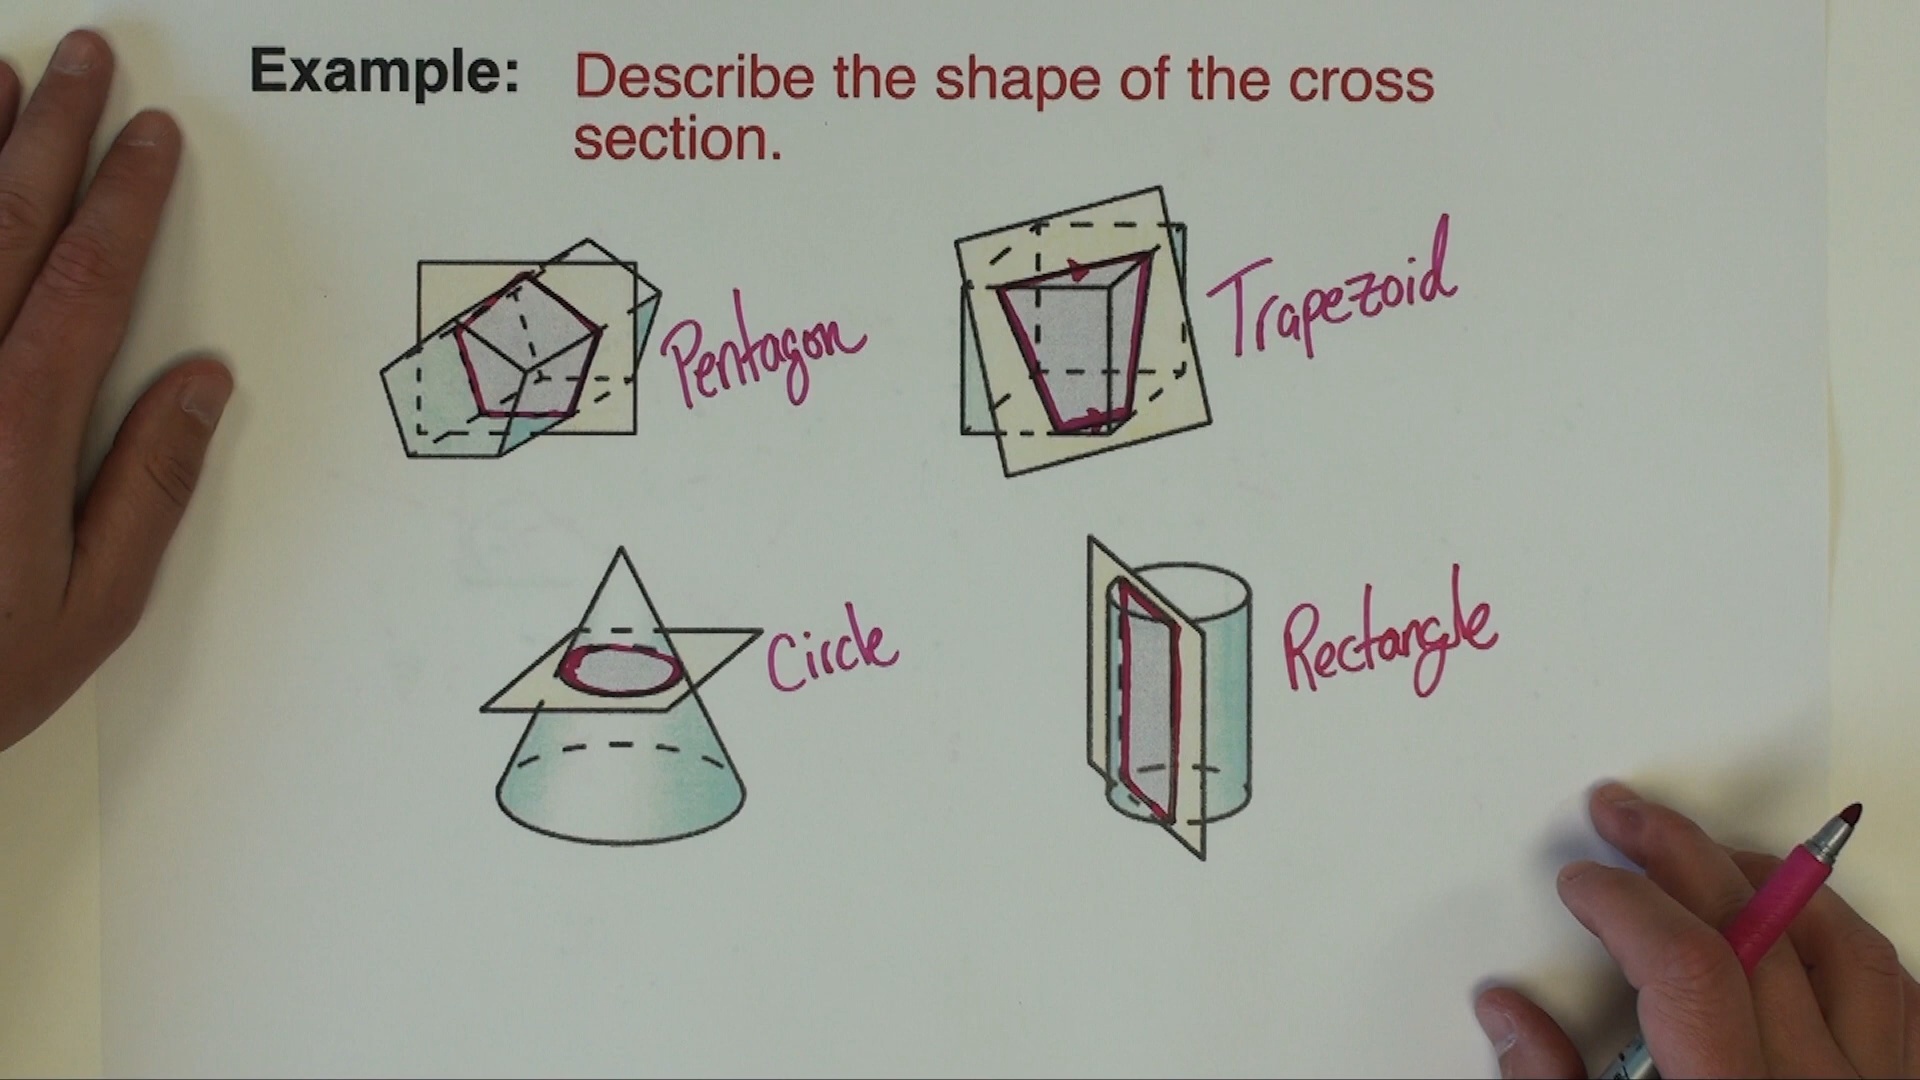 Example: Describe the shape of the cross
section.
Pentagon
Trapezoid
Circle
Rectangle